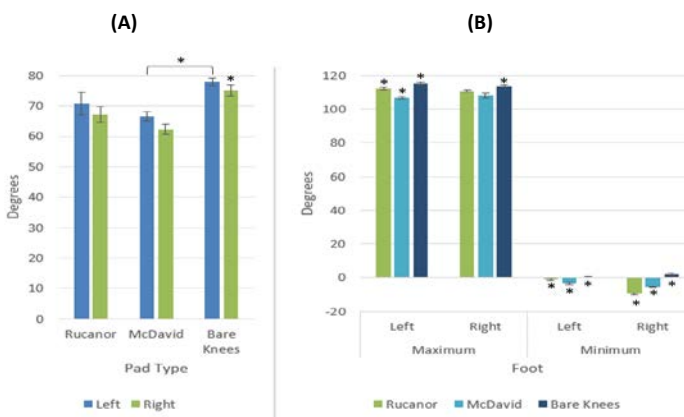 (A)
(B)
Degrees
80
70
60
50
40
30
20
10
0
*
*
Rucanor McDavid Bare Knees
Pad Type
Left Right
Degrees
120
100
80
60
40
20
0
-20
* * * *
* * * * * *
Left Right Left Right
Maximum Minimum
Foot
Rucanor McDavid Bare Knees